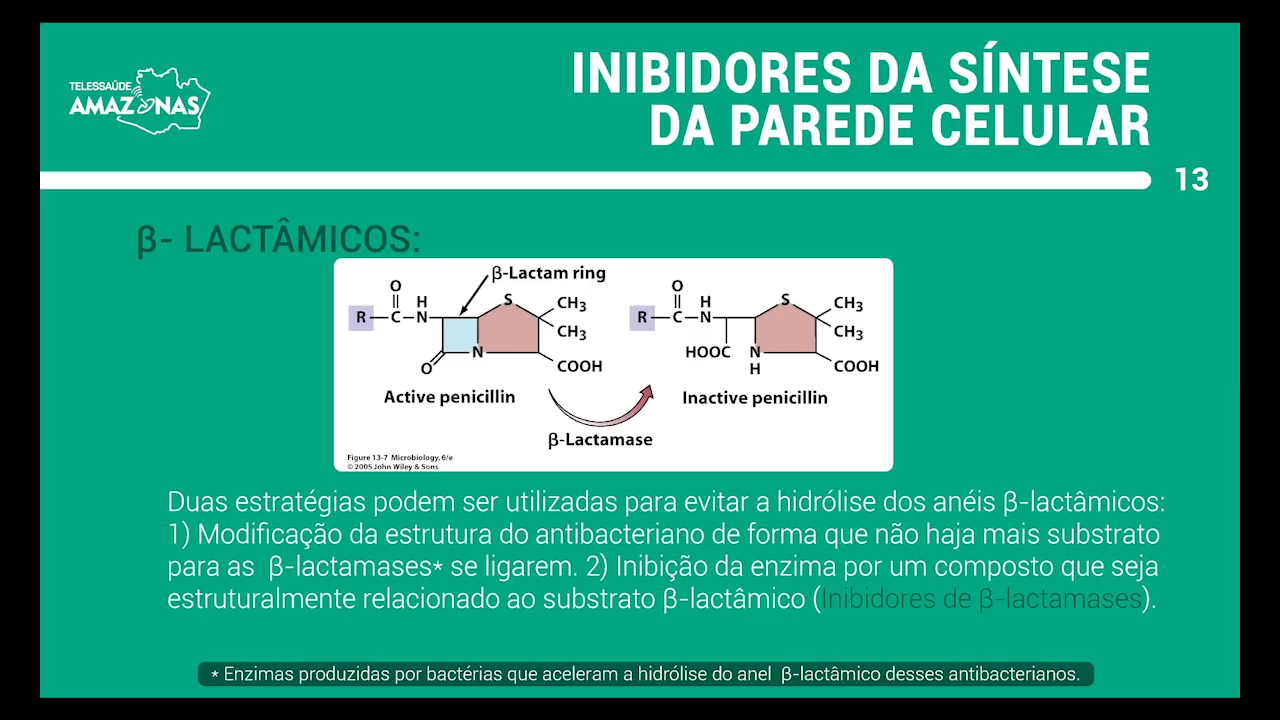 TELESSAÚDE
AMAZONAS
INIBIDORES DA SÍNTESE
DA PAREDE CELULAR
13
β- LACTÂMICOS:
β-Lactam ring
O
H
R C N
S
CH3
CH3
N
O
COOH
Active penicillin
O
H
R C N
S
CH3
CH3
HOOC N
H
COOH
Inactive penicillin
β-Lactamase
Figure 13-7 Microbiology, 6/e
© 2005 John Wiley & Sons
Duas estratégias podem ser utilizadas para evitar a hidrólise dos anéis β-lactâmicos:
1) Modificação da estrutura do antibacteriano de forma que não haja mais substrato
para as β-lactamases* se ligarem. 2) Inibição da enzima por um composto que seja
estruturalmente relacionado ao substrato β-lactâmico (Inibidores de β-lactamases).
* Enzimas produzidas por bactérias que aceleram a hidrólise do anel β-lactâmico desses antibacterianos.